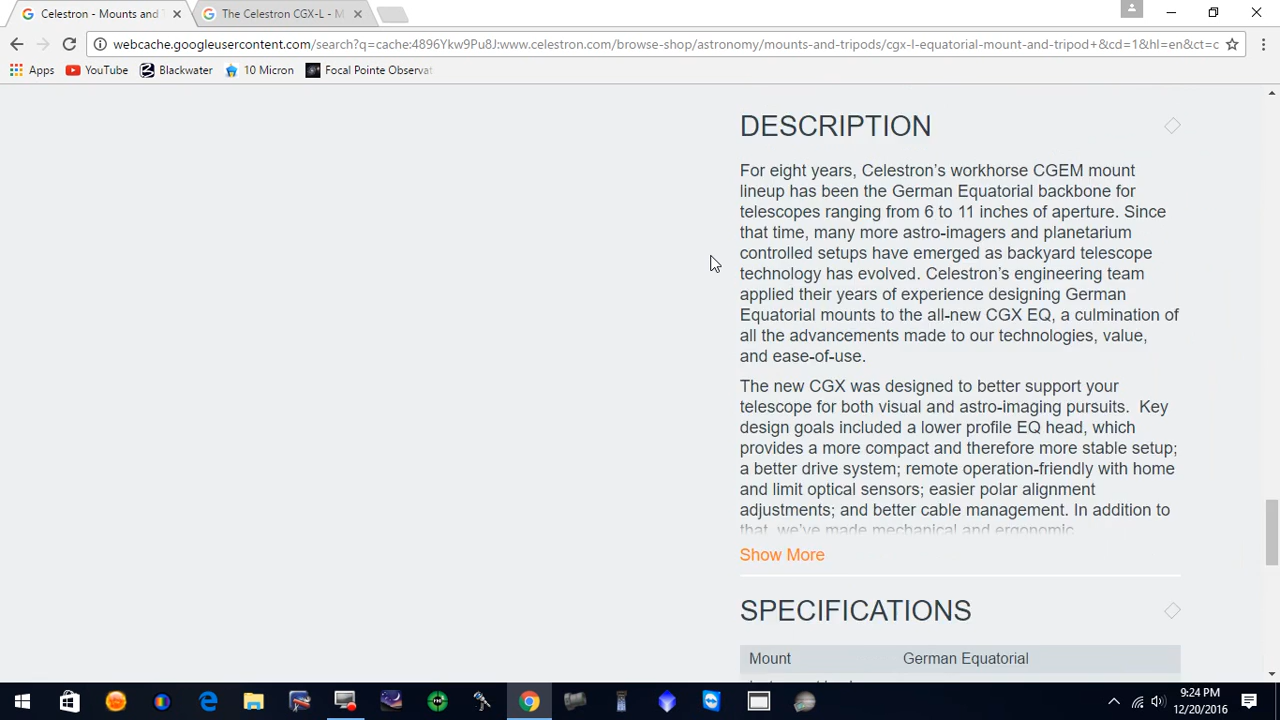 Celestron - Mounts and
The Celestron CGX-L - M
webcache.googleusercontent.com/search?q=cache:4896Ykw9Pu8J:www.celestron.com/browse-shop/astronomy/mounts-and-tripods/cgx-l-equatorial-mount-and-tripod+&cd=1&hl=en&ct=c
Apps YouTube Blackwater 10 Micron Focal Pointe Observat
DESCRIPTION
For eight years, Celestron's workhorse CGEM mount
lineup has been the German Equatorial backbone for
telescopes ranging from 6 to 11 inches of aperture. Since
that time, many more astro-imagers and planetarium
controlled setups have emerged as backyard telescope
technology has evolved. Celestron's engineering team
applied their years of experience designing German
Equatorial mounts to the all-new CGX EQ, a culmination of
all the advancements made to our technologies, value,
and ease-of-use.
The new CGX was designed to better support your
telescope for both visual and astro-imaging pursuits.  Key
design goals included a lower profile EQ head, which
provides a more compact and therefore more stable setup;
a better drive system; remote operation-friendly with home
and limit optical sensors; easier polar alignment
adjustments; and better cable management. In addition to
that, we've made mechanical and ergonomic
Show More
SPECIFICATIONS
Mount German Equatorial
9:24 PM
12/20/2016